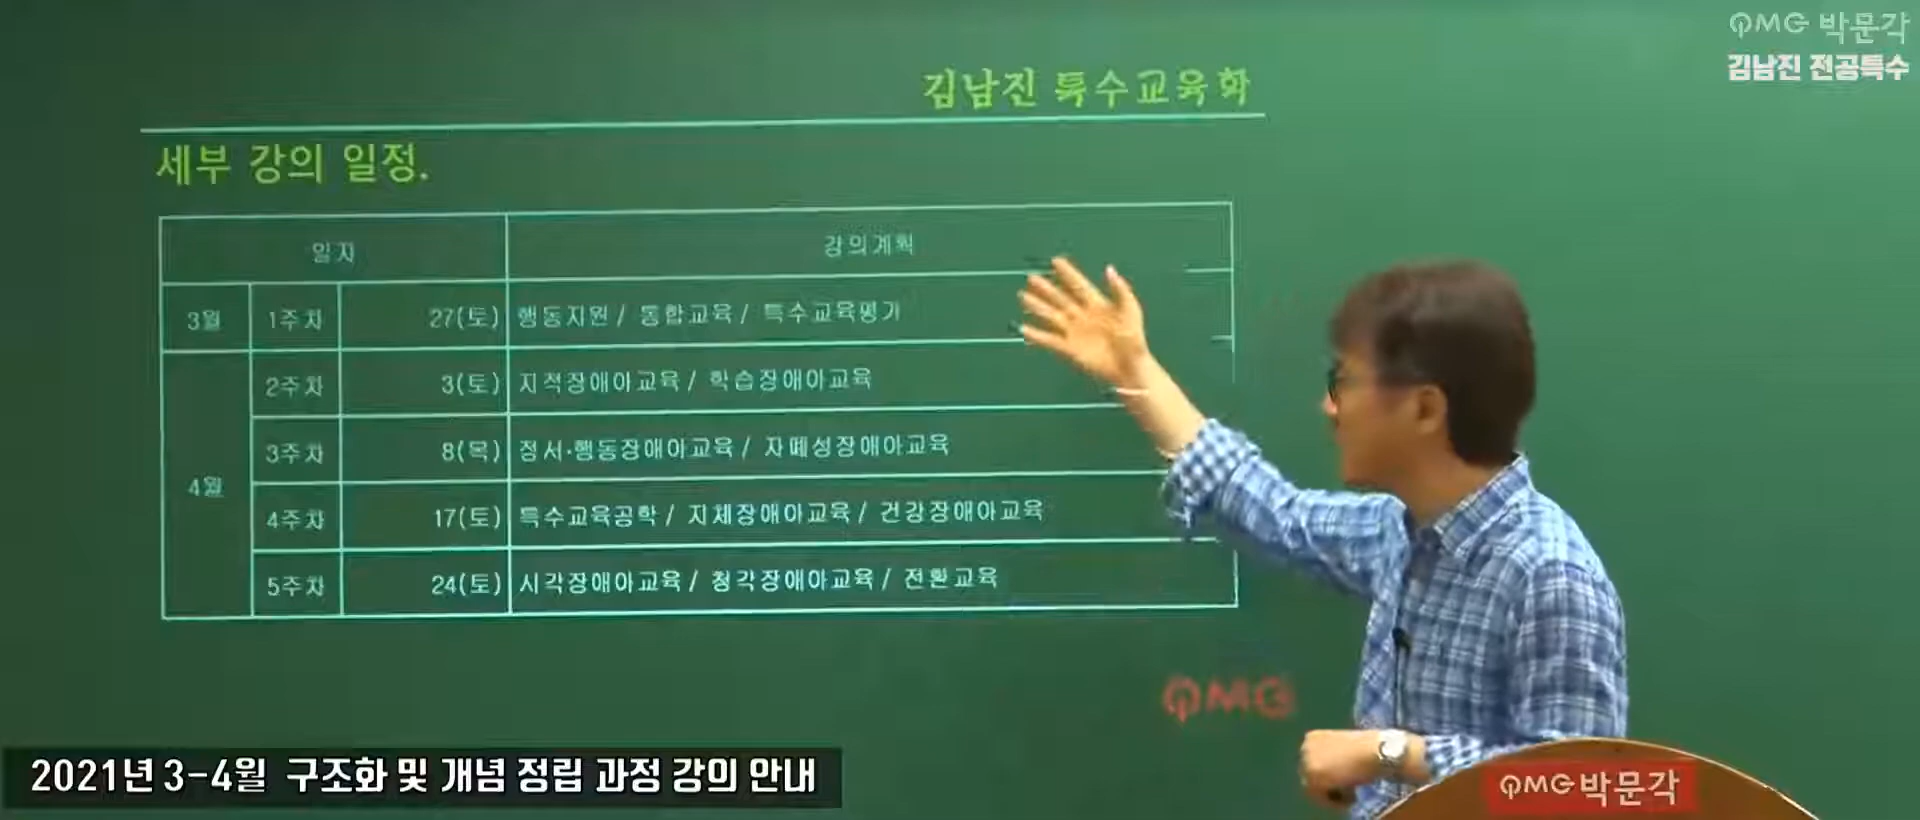 PMG 박문각
김남진 전공특수
김남진 특수교육학
세부 강의 일정.
일자 강의계획
3월 1주차 27(토) 행동지원 / 통합교육 / 특수교육평가
2주차 3(토) 지적장애아교육 / 학습장애아교육
3주차 8(목) 정서·행동장애아교육 / 자폐성장애아교육
4월
4주차 17(토) 특수교육공학 / 지체장애아교육 / 건강장애아교육
5주차 24(토) 시각장애아교육 / 청각장애아교육 / 전환교육
PMG
2021년 3-4월 구조화 및 개념 정립 과정 강의 안내
PMG 박문각